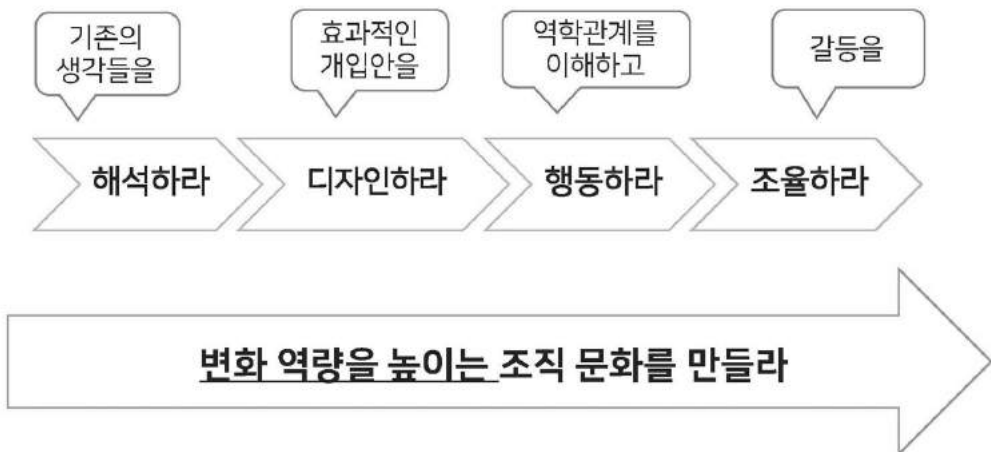 기존의
생각들을
효과적인
개입안을
역학관계를
이해하고
갈등을
해석하라
디자인하라
행동하라
조율하라
변화 역량을 높이는 조직 문화를 만들라